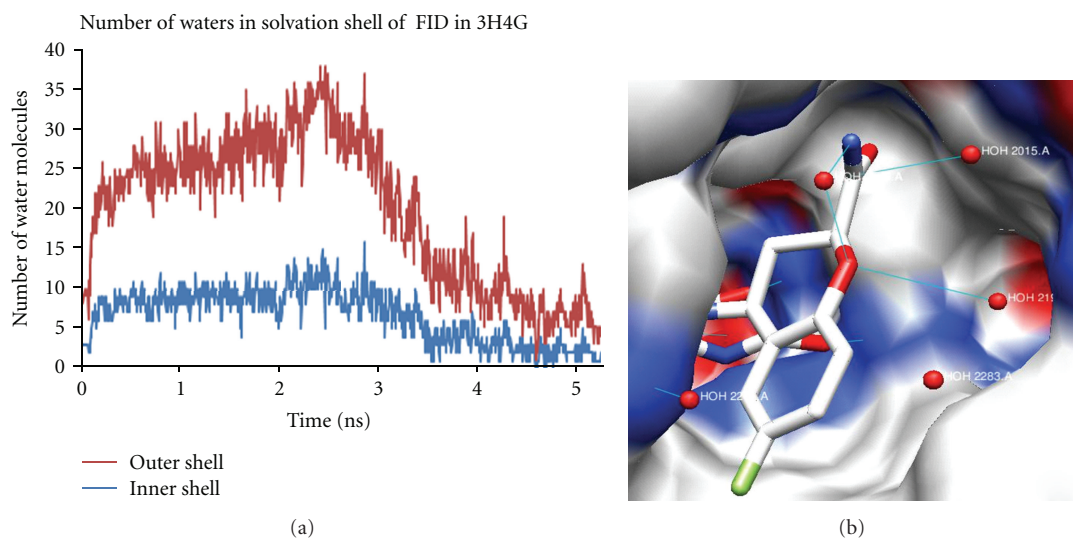 Number of waters in solvation shell of FID in 3H4G
Number of water molecules
40
35
30
25
20
15
10
5
0
0
1
2
3
4
5
Time (ns)
Outer shell
Inner shell
(a)
HOH 2015.A
HOH 2283.A
(b)